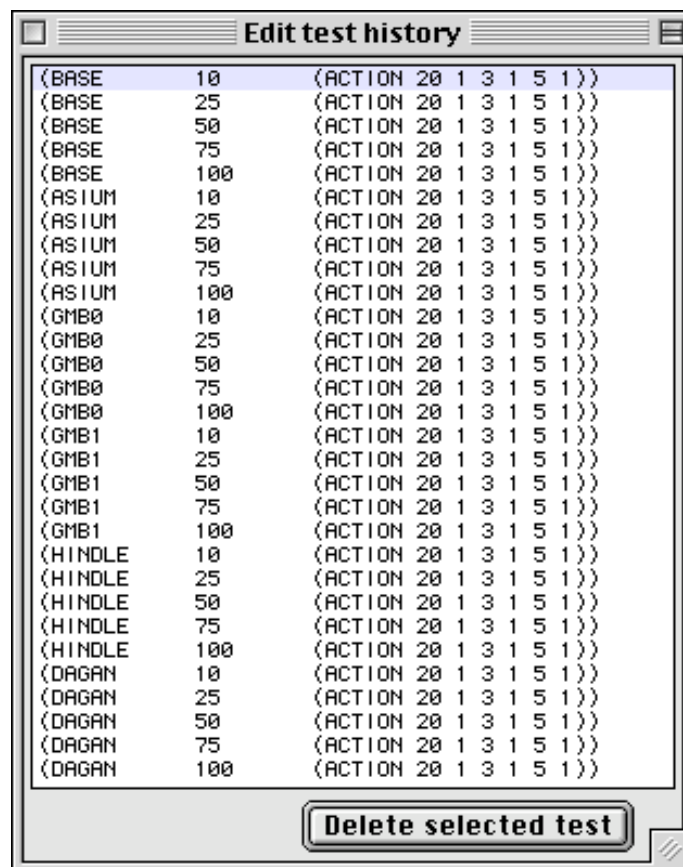 Edit test history
(BASE 10 (ACTION 20 1 3 1 5 1))
(BASE 25 (ACTION 20 1 3 1 5 1))
(BASE 50 (ACTION 20 1 3 1 5 1))
(BASE 75 (ACTION 20 1 3 1 5 1))
(BASE 100 (ACTION 20 1 3 1 5 1))
(ASIUM 10 (ACTION 20 1 3 1 5 1))
(ASIUM 25 (ACTION 20 1 3 1 5 1))
(ASIUM 50 (ACTION 20 1 3 1 5 1))
(ASIUM 75 (ACTION 20 1 3 1 5 1))
(ASIUM 100 (ACTION 20 1 3 1 5 1))
(GMB0 10 (ACTION 20 1 3 1 5 1))
(GMB0 25 (ACTION 20 1 3 1 5 1))
(GMB0 50 (ACTION 20 1 3 1 5 1))
(GMB0 75 (ACTION 20 1 3 1 5 1))
(GMB0 100 (ACTION 20 1 3 1 5 1))
(GMB1 10 (ACTION 20 1 3 1 5 1))
(GMB1 25 (ACTION 20 1 3 1 5 1))
(GMB1 50 (ACTION 20 1 3 1 5 1))
(GMB1 75 (ACTION 20 1 3 1 5 1))
(GMB1 100 (ACTION 20 1 3 1 5 1))
(HINDLE 10 (ACTION 20 1 3 1 5 1))
(HINDLE 25 (ACTION 20 1 3 1 5 1))
(HINDLE 50 (ACTION 20 1 3 1 5 1))
(HINDLE 75 (ACTION 20 1 3 1 5 1))
(HINDLE 100 (ACTION 20 1 3 1 5 1))
(DAGAN 10 (ACTION 20 1 3 1 5 1))
(DAGAN 25 (ACTION 20 1 3 1 5 1))
(DAGAN 50 (ACTION 20 1 3 1 5 1))
(DAGAN 75 (ACTION 20 1 3 1 5 1))
(DAGAN 100 (ACTION 20 1 3 1 5 1))
Delete selected test